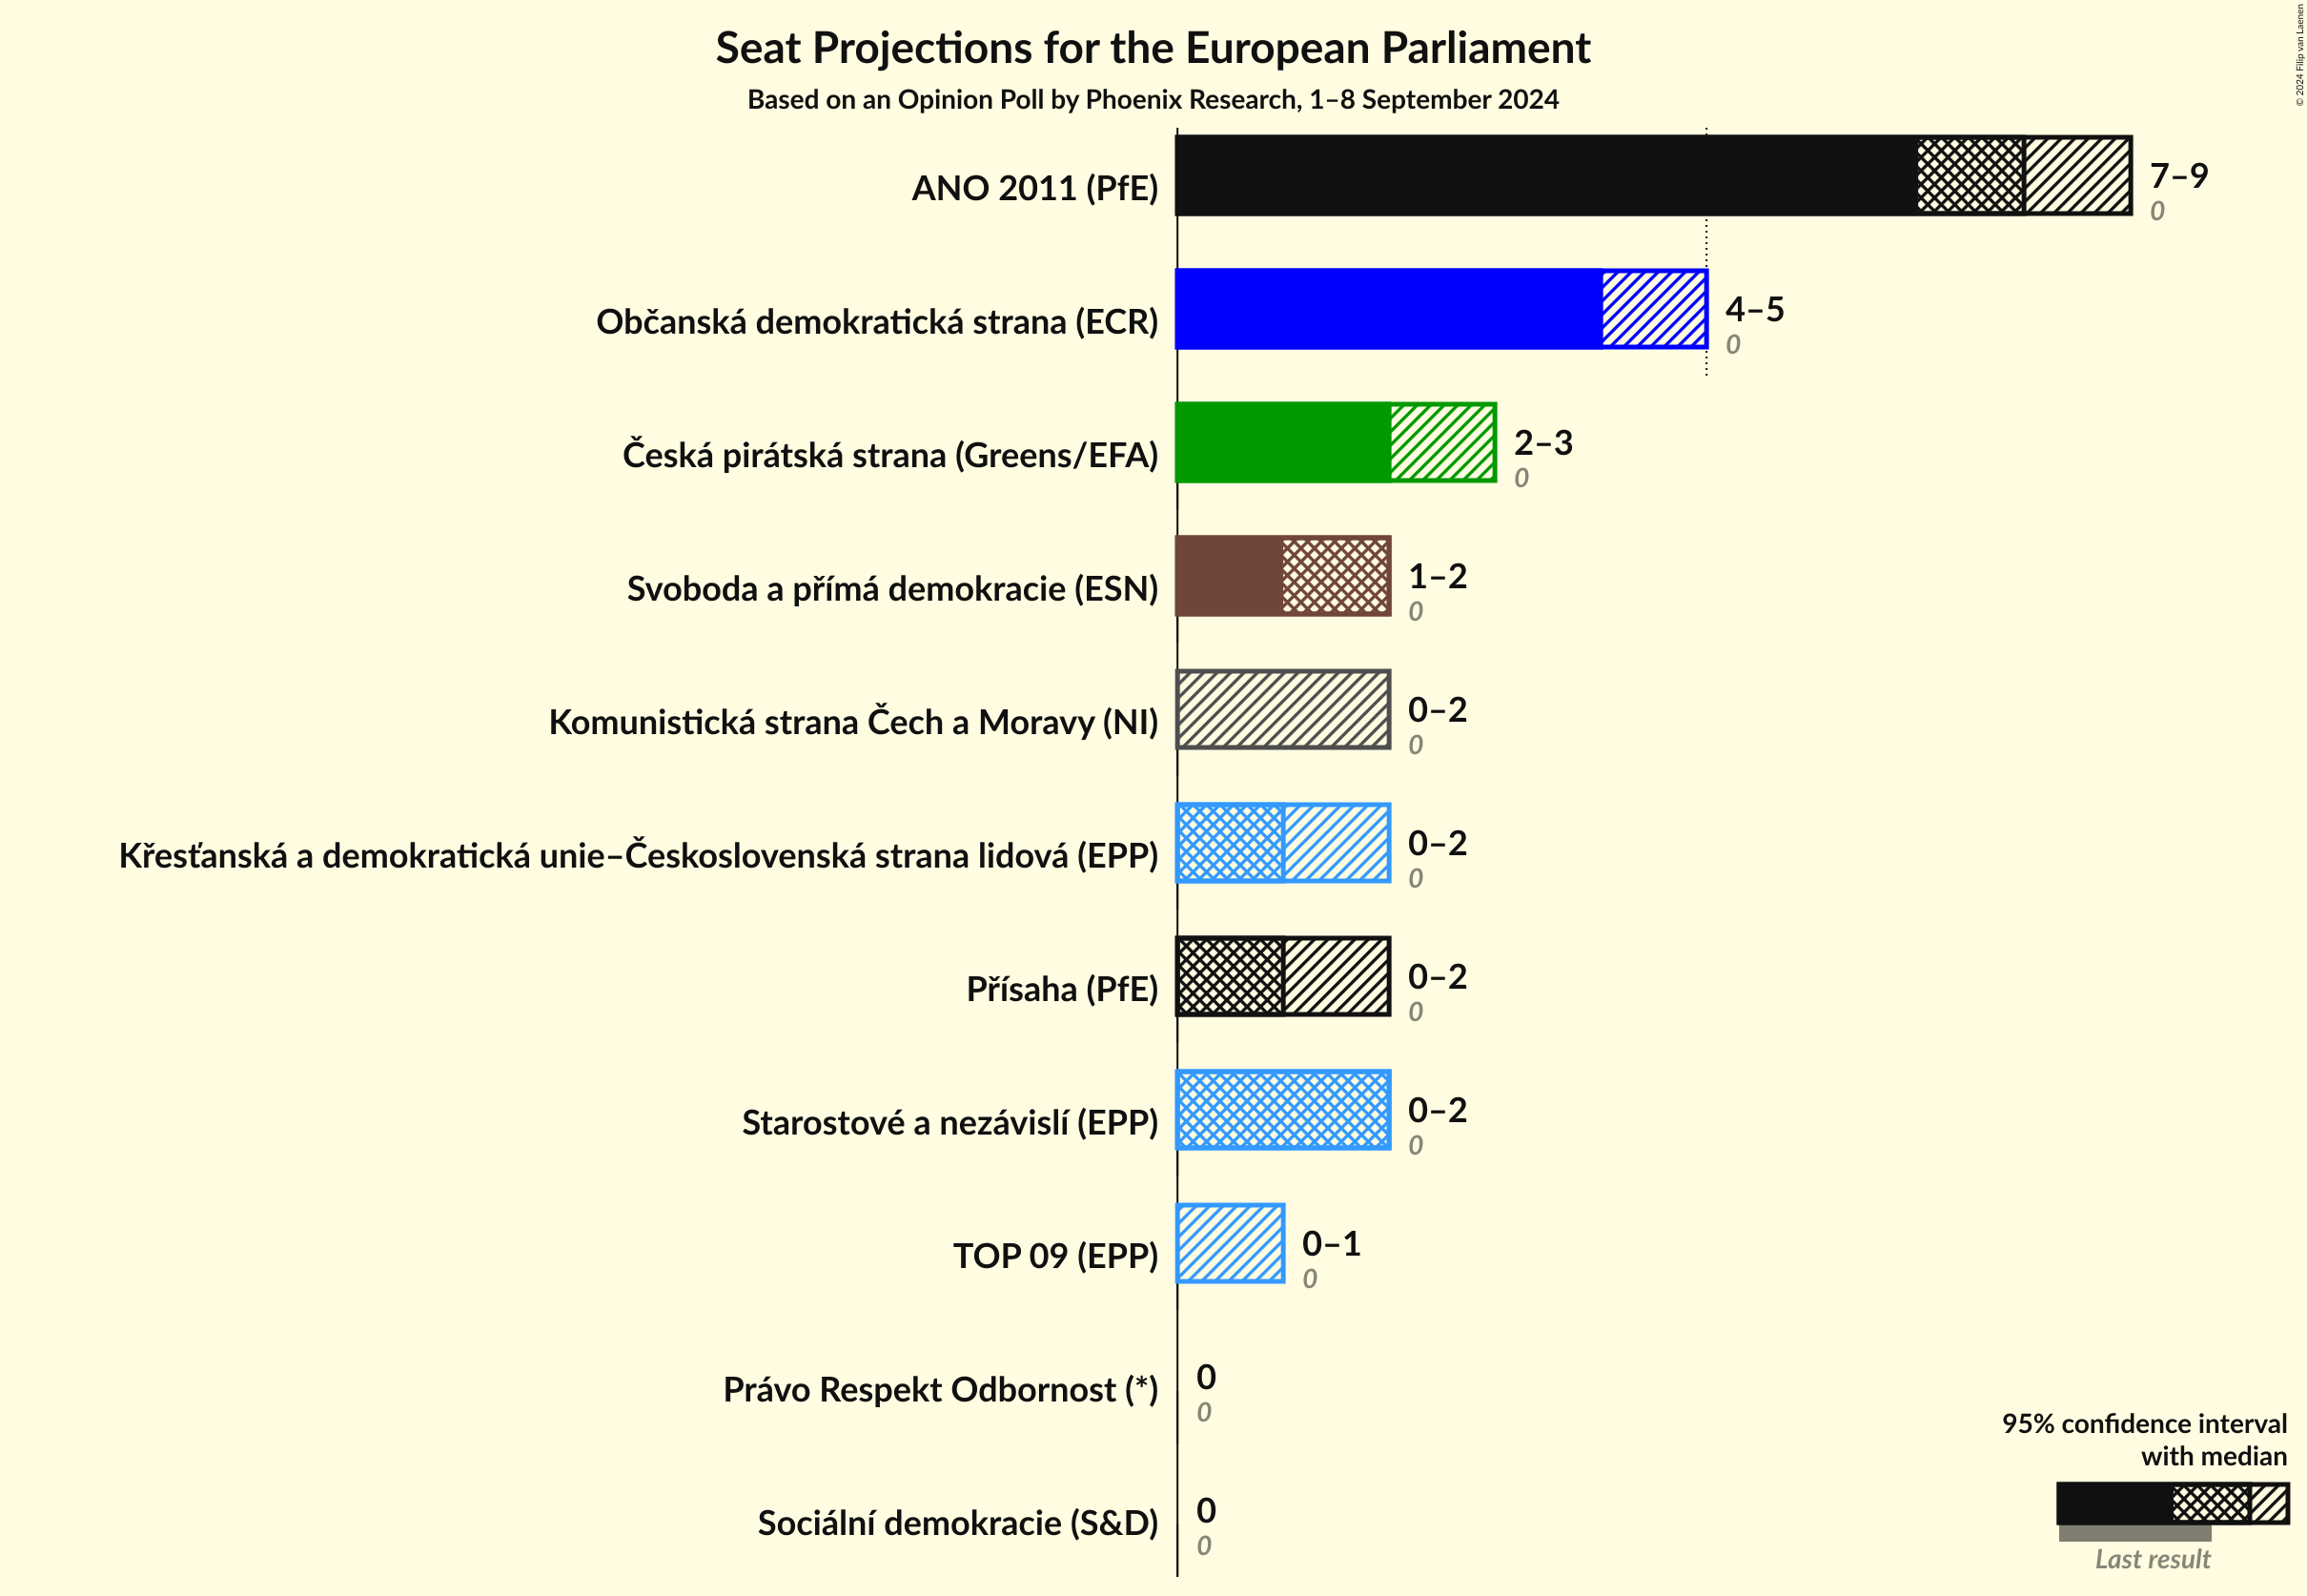 Seat Projections for the European Parliament
Based on an Opinion Poll by Phoenix Research, 1–8 September 2024
© 2024 Filip van Laenen
ANO 2011 (PfE)
7–9
0
Občanská demokratická strana (ECR)
4–5
0
Česká pirátská strana (Greens/EFA)
2–3
0
Svoboda a přímá demokracie (ESN)
1–2
0
Komunistická strana Čech a Moravy (NI)
0–2
0
Křesťanská a demokratická unie–Československá strana lidová (EPP)
0–2
0
Přísaha (PfE)
0–2
0
Starostové a nezávislí (EPP)
0–2
0
TOP 09 (EPP)
0–1
0
Právo Respekt Odbornost (*)
0
0
Sociální demokracie (S&D)
0
0
95% confidence interval
with median
Last result